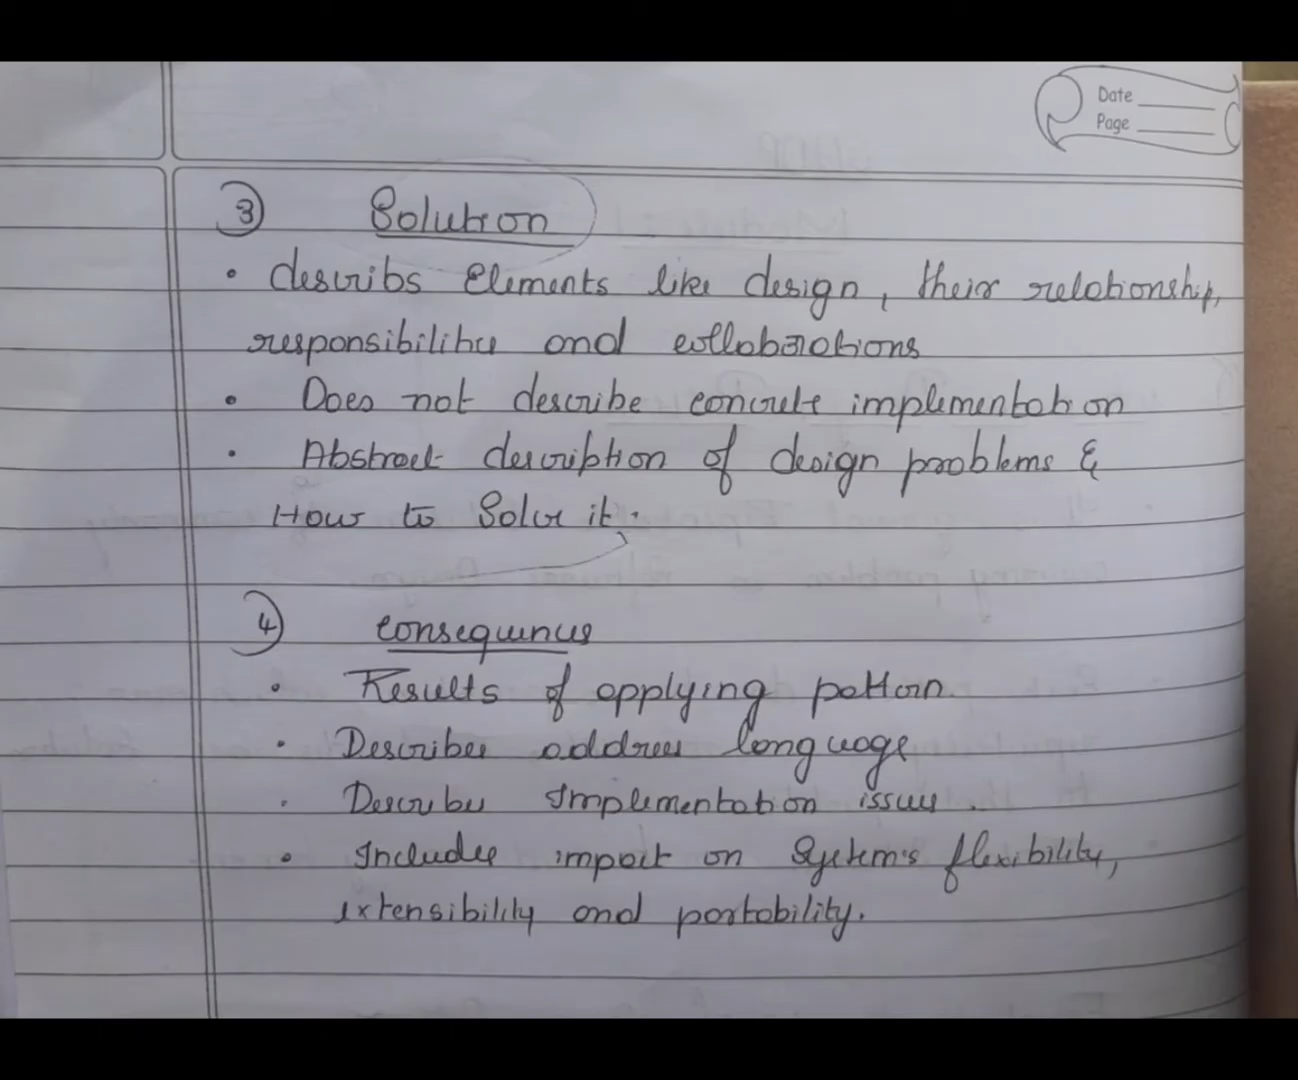 Date
Page
3) Solution
• describs Elements like design, their relationship,
responsibilitiy and collaborations
• Does not describe concrete implementation
• Abstract description of design problems &
How to Solve it.
4) consequences
• Results of applying pattern
• Describes address language
• Describes Implementation issues.
• Includes impact on System's flexibility,
extensibility and portability.